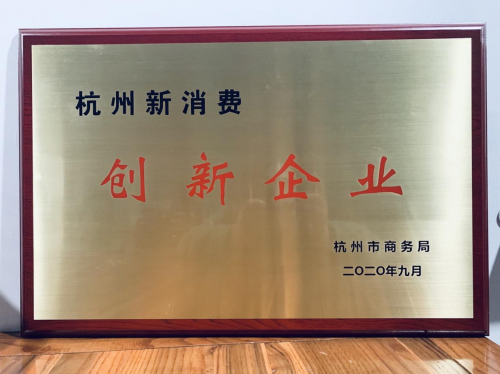 杭州新消费
创新企业
杭州市商务局
二〇二〇年九月